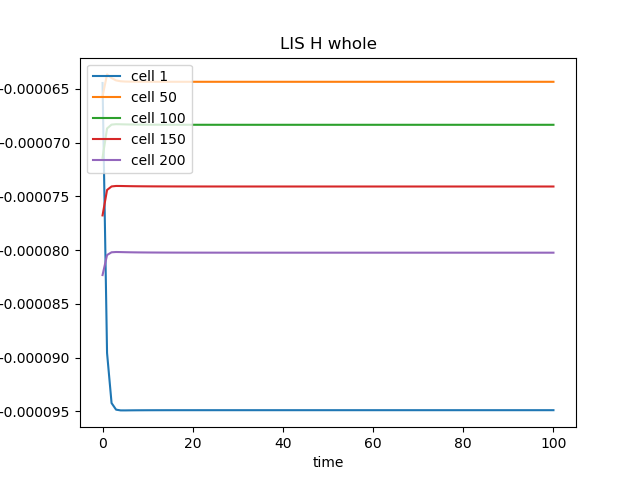 LIS H whole
cell 1
cell 50
cell 100
cell 150
cell 200
-0.000065
-0.000070
-0.000075
-0.000080
-0.000085
-0.000090
-0.000095
0 20 40 60 80 100
time